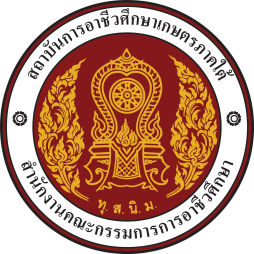 สถาบันการอาชีวศึกษาเกษตรภาคใต้
ทุ. ส. นิ. ม.
สำนักงานคณะกรรมการการอาชีวศึกษา